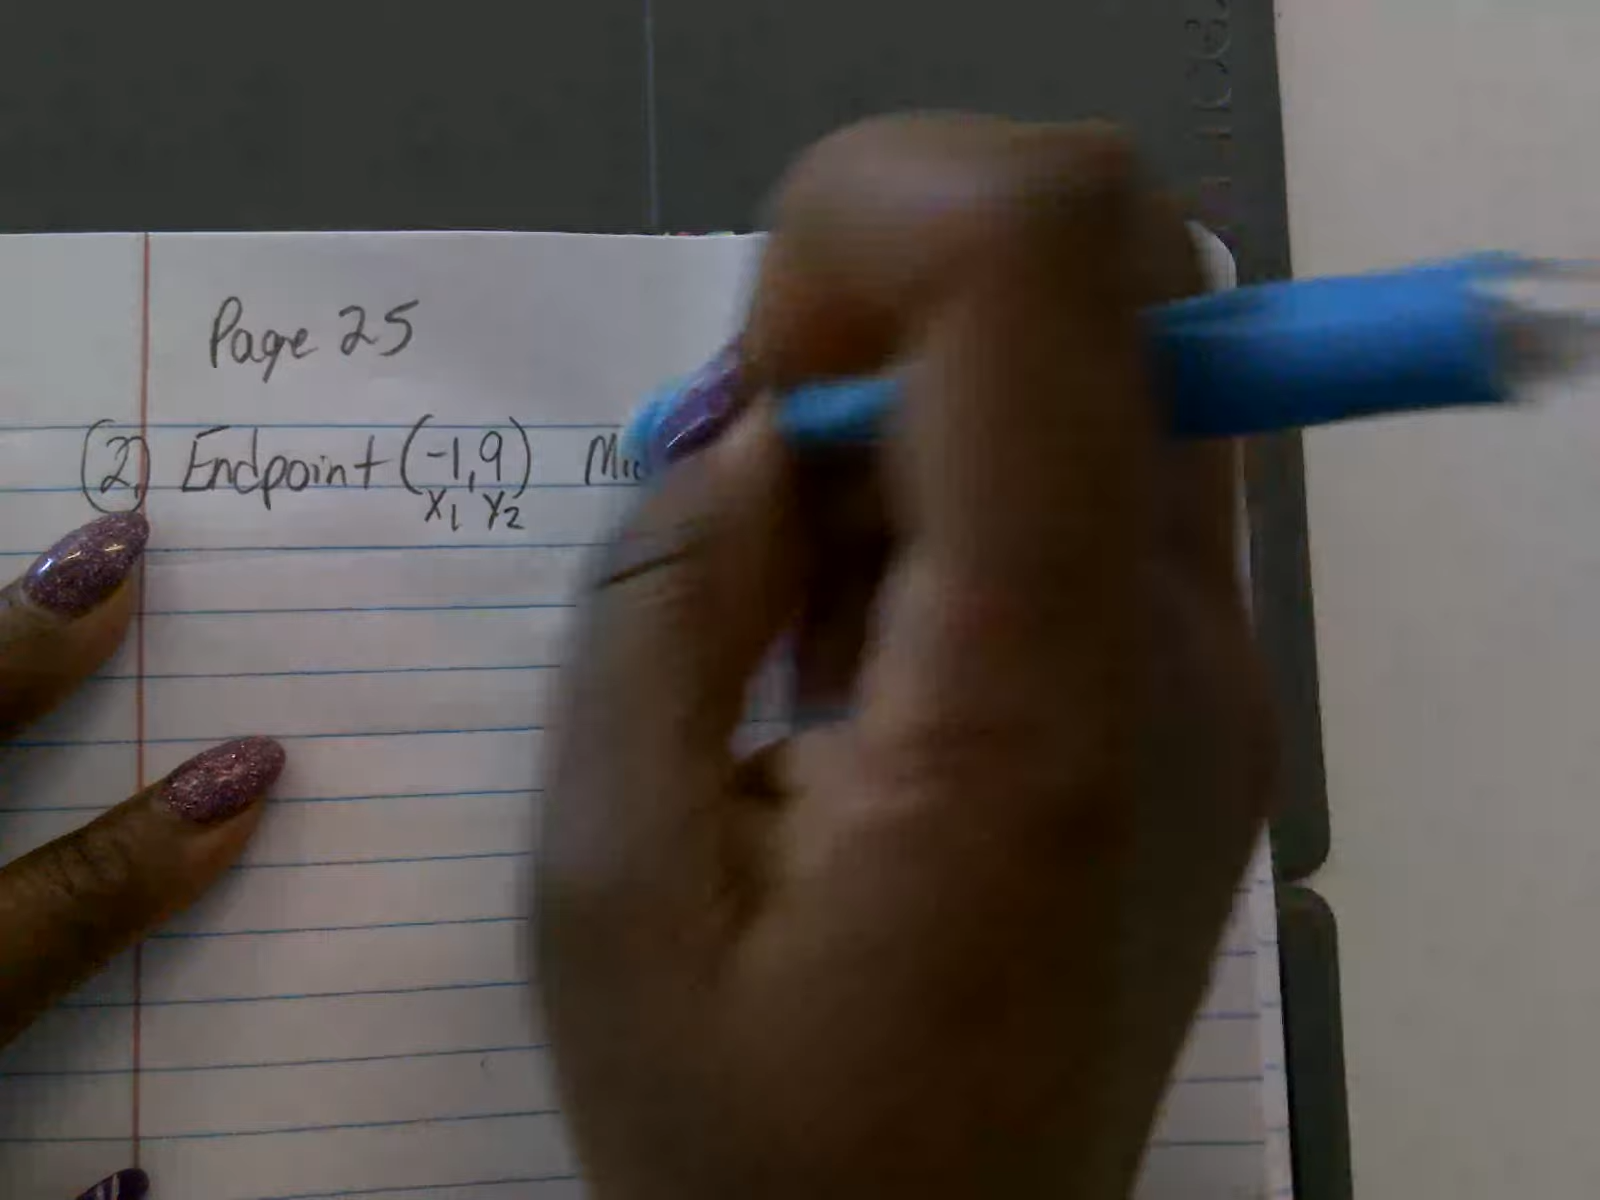 Page 25
2. Endpoint (-1, 9)
x1 y2